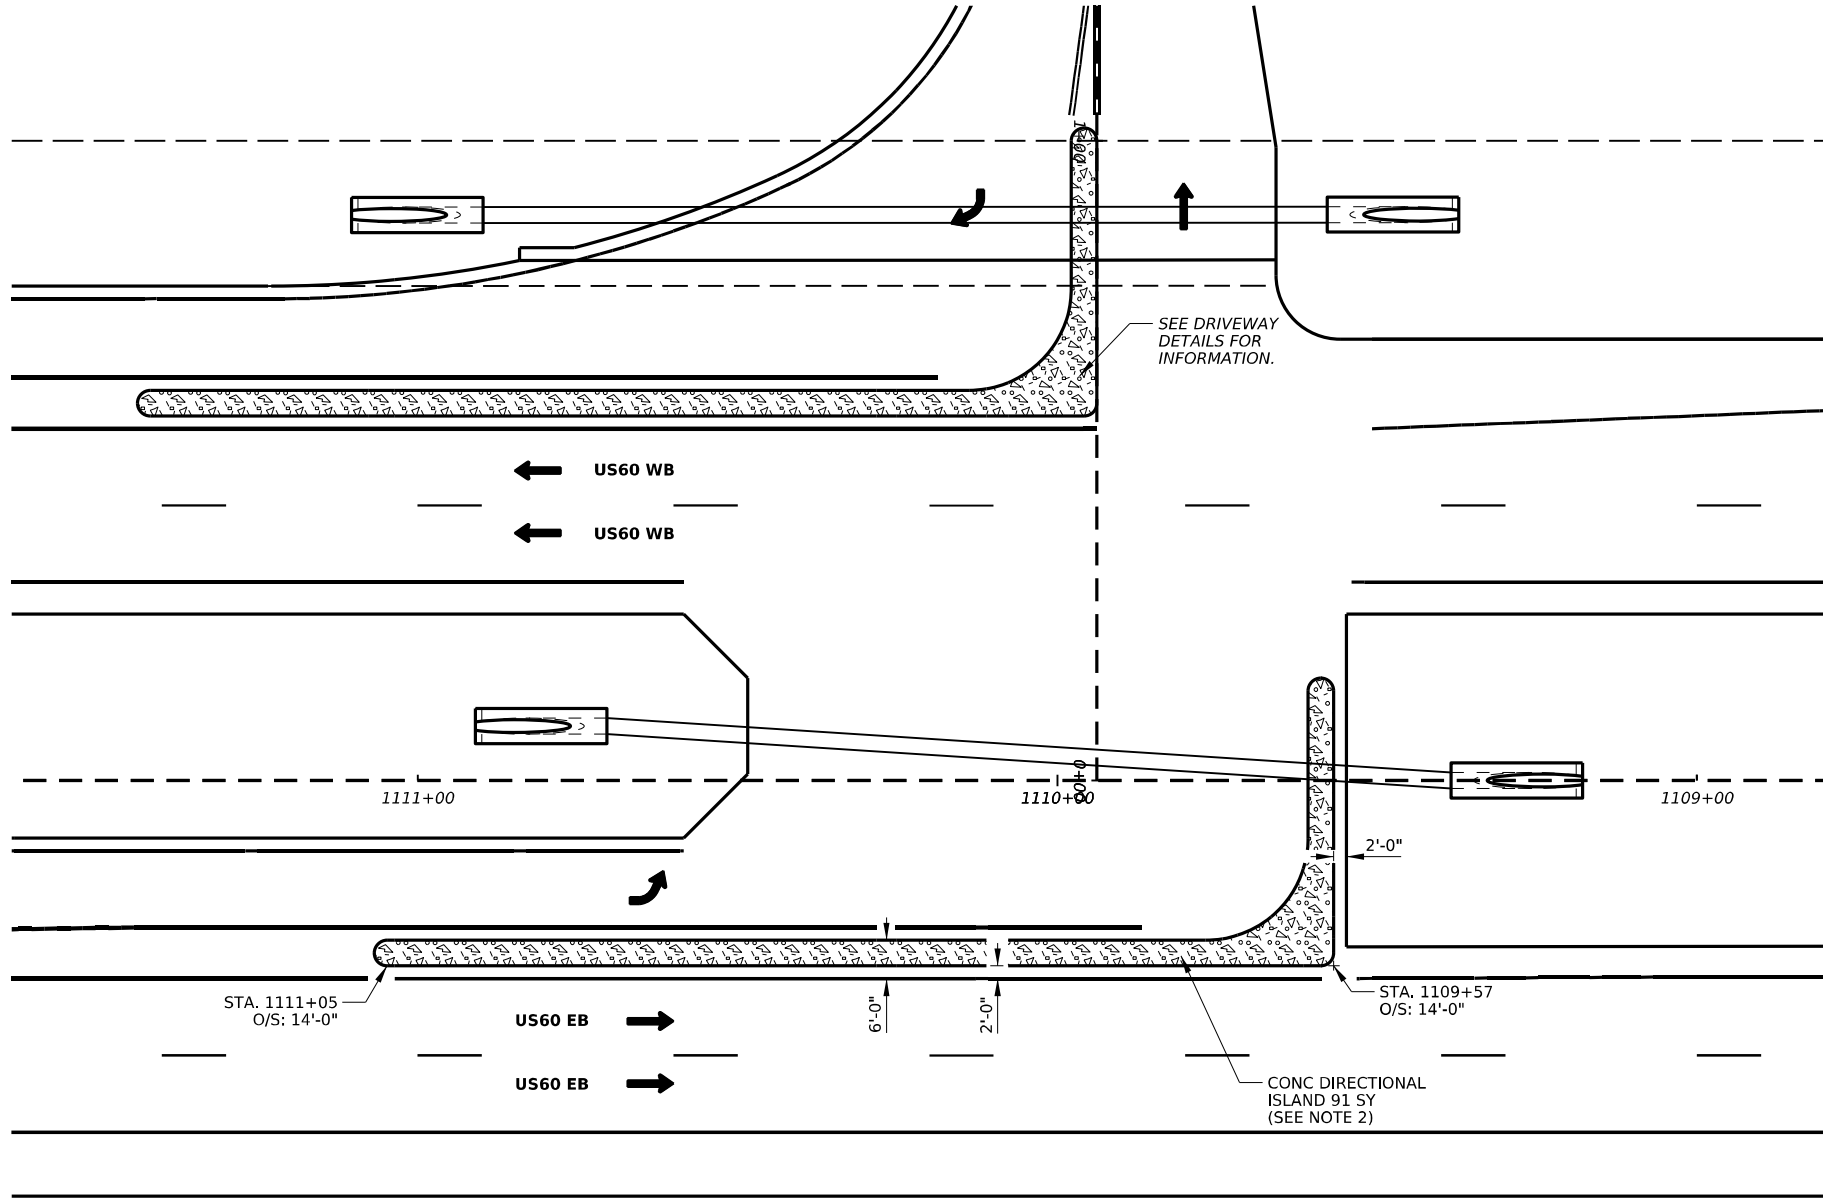 SEE DRIVEWAY
DETAILS FOR
INFORMATION.
US60 WB
US60 WB
1111+00
1110+00
0+00
1109+00
2'-0"
STA. 1111+05
O/S: 14'-0"
6'-0"
2'-0"
STA. 1109+57
O/S: 14'-0"
US60 EB
US60 EB
CONC DIRECTIONAL
ISLAND 91 SY
(SEE NOTE 2)